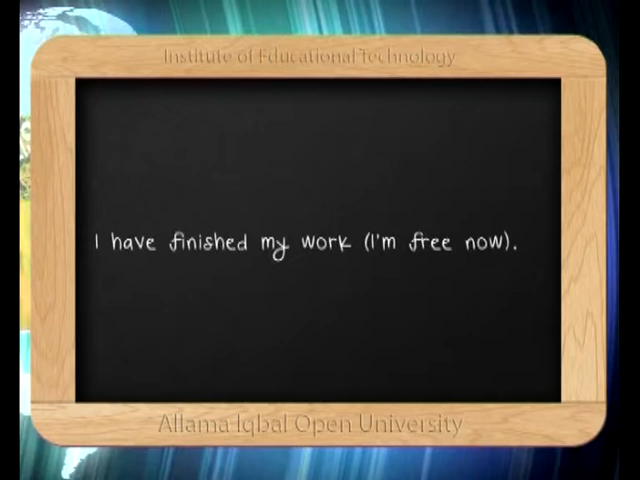 Institute of Educational Technology
I have finished my work (I'm free now).
Allama Iqbal Open University